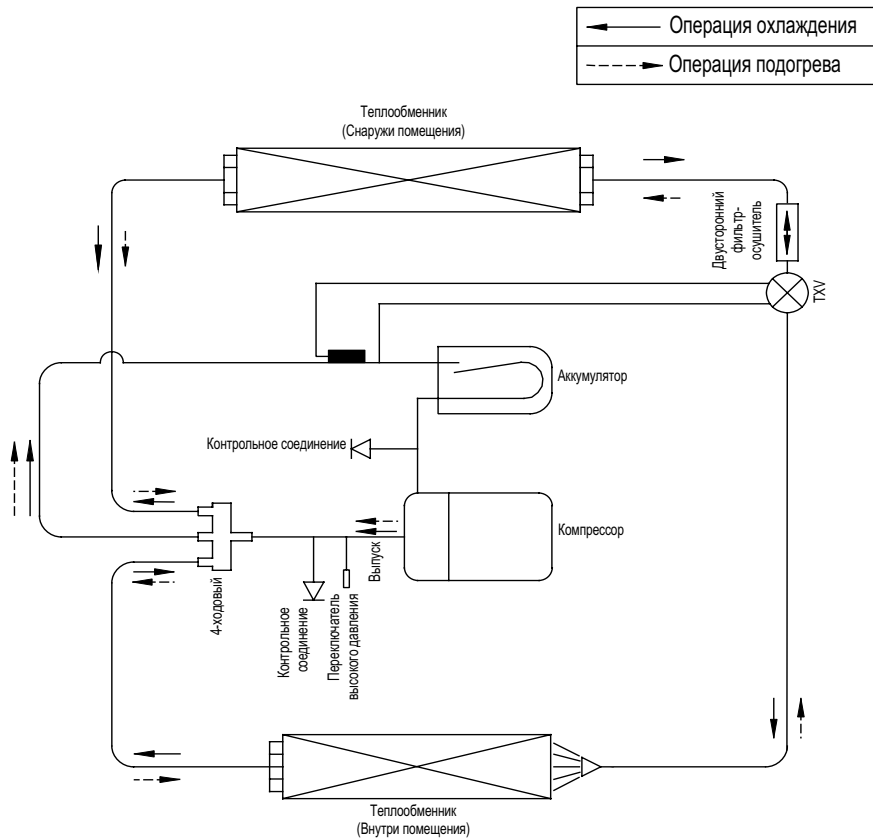 Операция охлаждения
Операция подогрева
Теплообменник
(Снаружи помещения)
Двусторонний
фильтр-
осушитель
TXV
Аккумулятор
Контрольное соединение
Компрессор
Выпуск
4-ходовый
Контрольное
соединение
Переключатель
высокого давления
Теплообменник
(Внутри помещения)